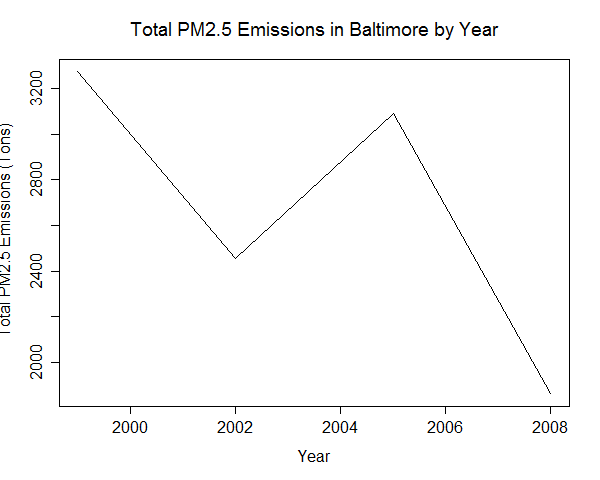 Total PM2.5 Emissions in Baltimore by Year
Total PM2.5 Emissions (Tons)
3200
2800
2400
2000
2000 2002 2004 2006 2008
Year